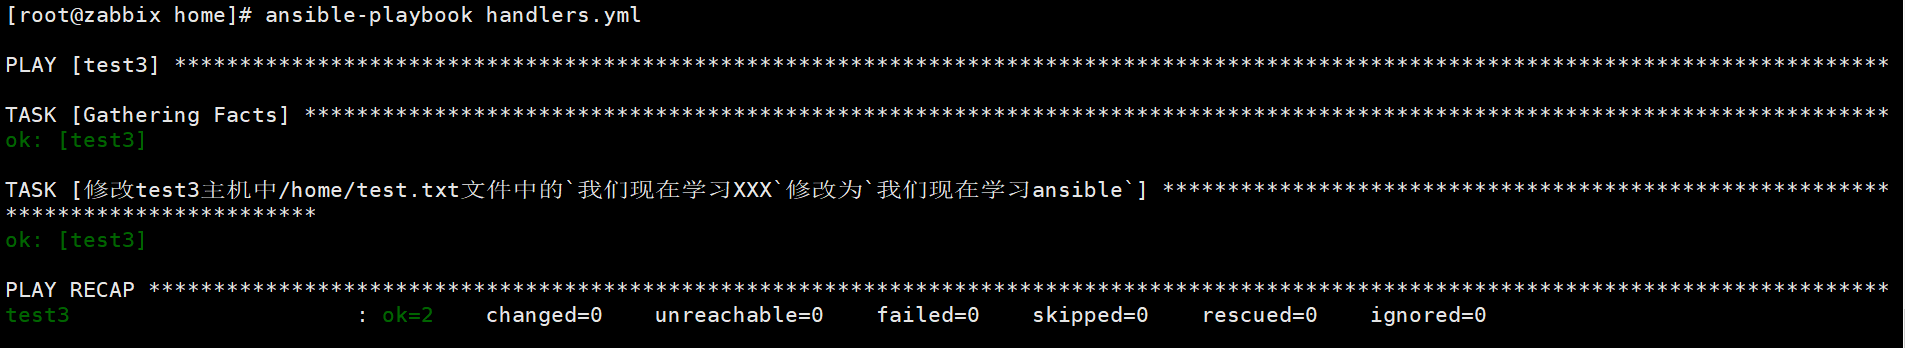 [root@zabbix home]# ansible-playbook handlers.yml
PLAY [test3] ************************************************************************************************************************************
TASK [Gathering Facts] **************************************************************************************************************************
ok: [test3]
TASK [修改test3主机中/home/test.txt文件中的`我们现在学习XXX`修改为`我们现在学习ansible`] ********************************************************
************************
ok: [test3]
PLAY RECAP **************************************************************************************************************************************
test3                      : ok=2    changed=0    unreachable=0    failed=0    skipped=0    rescued=0    ignored=0